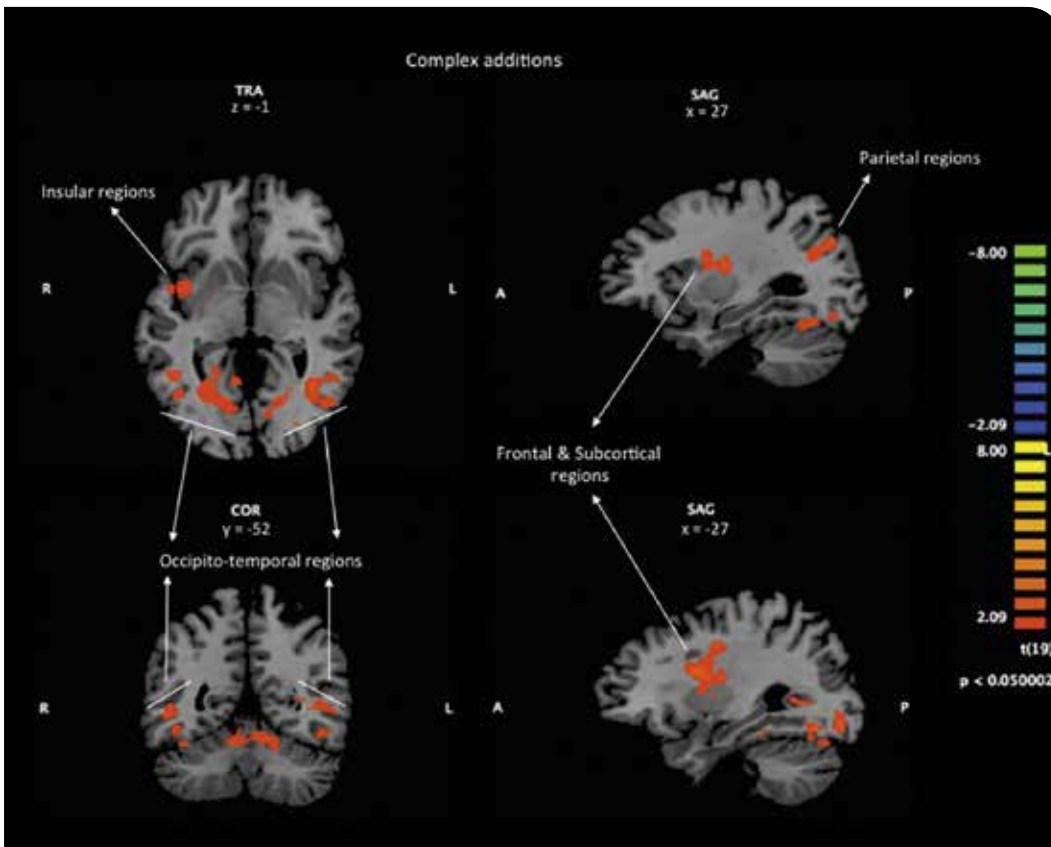 Complex additions
TRA
z = -1
SAG
x = 27
Parietal regions
Insular regions
R
L
A
P
-8.00
-2.09
8.00
Frontal & Subcortical
regions
COR
y = -52
SAG
x = -27
Occipito-temporal regions
2.09
t(19)
p < 0.050002
R
L
A
P